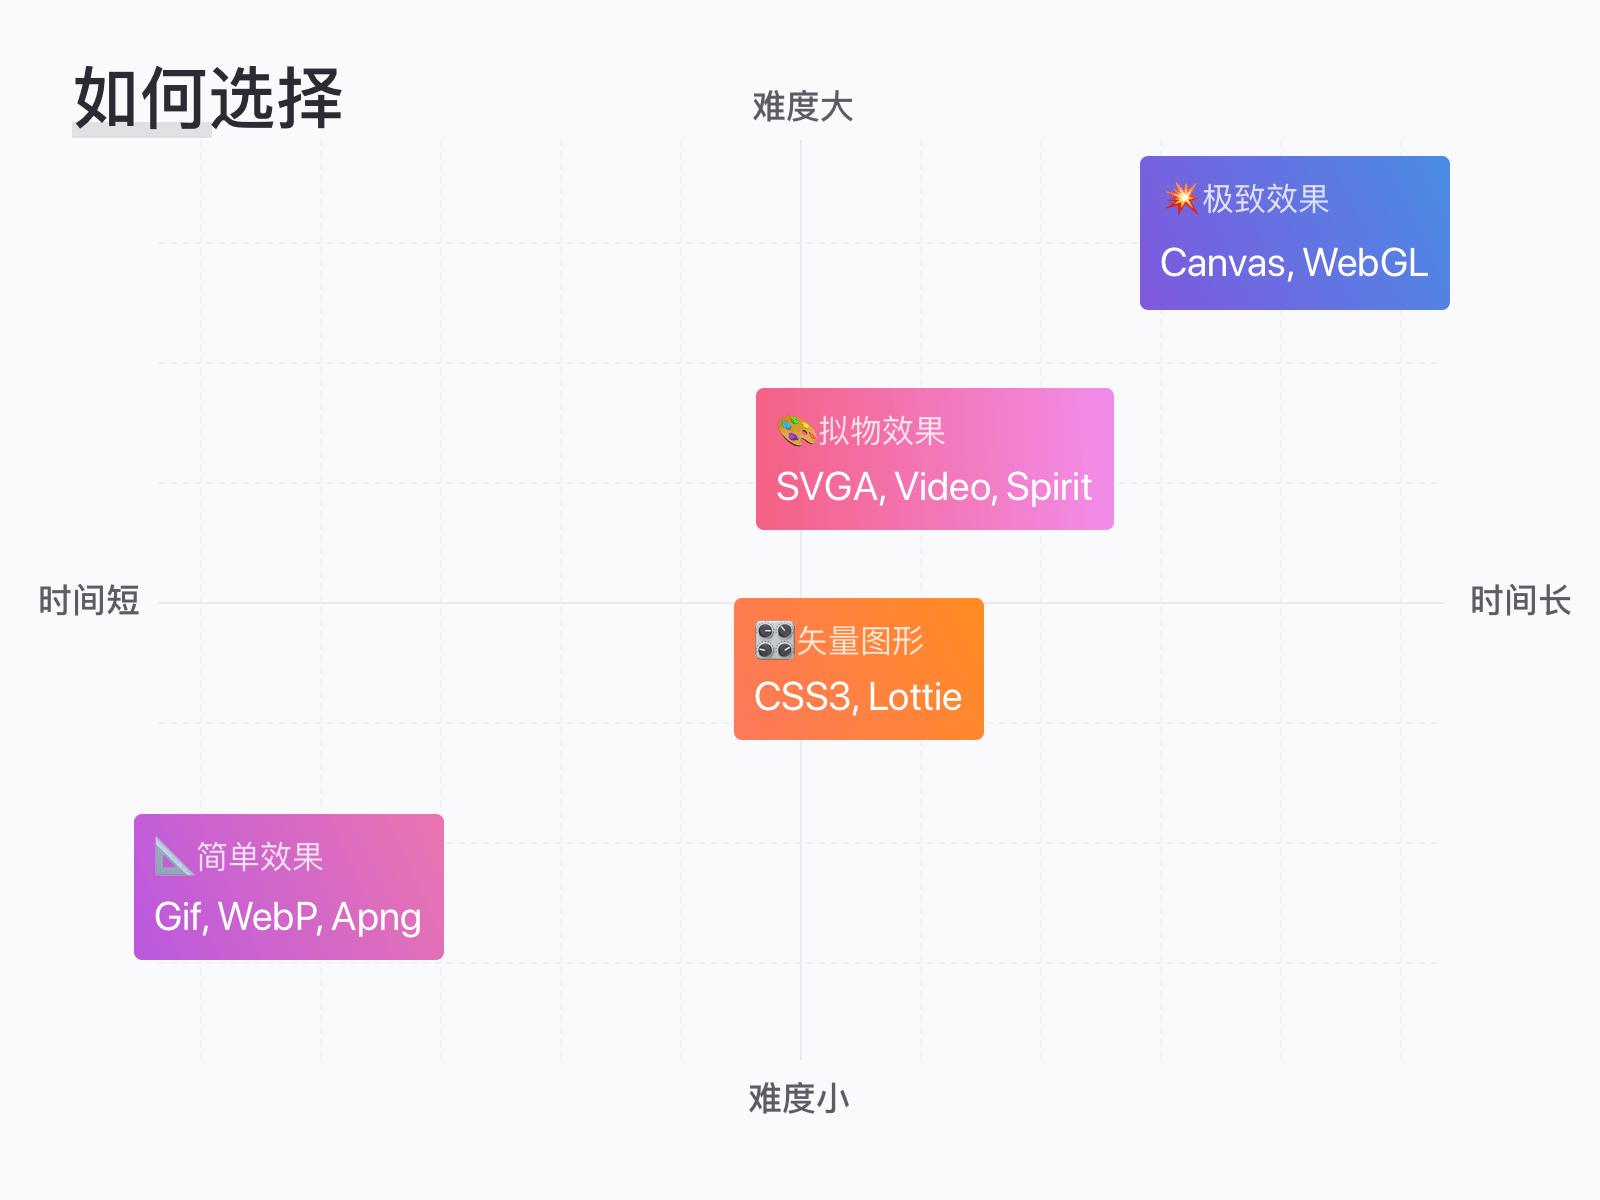 如何选择
难度大
💥极致效果
Canvas, WebGL
🎨拟物效果
SVGA, Video, Spirit
时间短
时间长
🎛矢量图形
CSS3, Lottie
📐简单效果
Gif, WebP, Apng
难度小